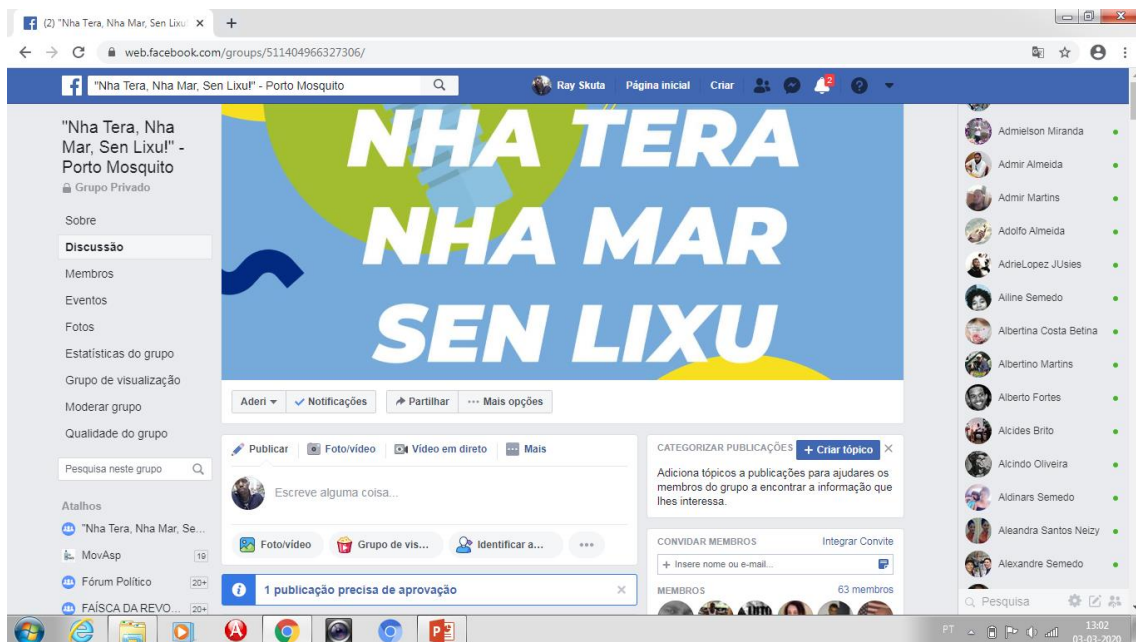 (2) "Nha Tera, Nha Mar, Sen Lixu!"
web.facebook.com/groups/511404966327306/
"Nha Tera, Nha Mar, Sen Lixu!" - Porto Mosquito
Ray Skuta Página inicial Criar 2
"Nha Tera, Nha
Mar, Sen Lixu!" -
Porto Mosquito
Grupo Privado
Sobre
Discussão
Membros
Eventos
Fotos
Estatísticas do grupo
Grupo de visualização
Moderar grupo
Qualidade do grupo
Pesquisa neste grupo
Atalhos
"Nha Tera, Nha Mar, Se...
MovAsp 19
Fórum Político 20+
FAÍSCA DA REVO... 20+
NHA TERA
NHA MAR
SEN LIXU
Aderi Notificações Partilhar Mais opções
Publicar Foto/vídeo Vídeo em direto Mais
Escreve alguma coisa...
Foto/vídeo Grupo de vis... Identificar a...
1 publicação precisa de aprovação
CATEGORIZAR PUBLICAÇÕES + Criar tópico
Adiciona tópicos a publicações para ajudares os
membros do grupo a encontrar a informação que
lhes interessa.
CONVIDAR MEMBROS Integrar Convite
+ Insere nome ou e-mail...
MEMBROS 63 membros
Admielson Miranda
Admir Almeida
Admir Martins
Adolfo Almeida
AdrieLopez JUsies
Ailine Semedo
Albertina Costa Betina
Albertino Martins
Alberto Fortes
Alcides Brito
Alcindo Oliveira
Aldinars Semedo
Aleandra Santos Neizy
Alexandre Semedo
Pesquisa
PT 13:02
03-03-2020